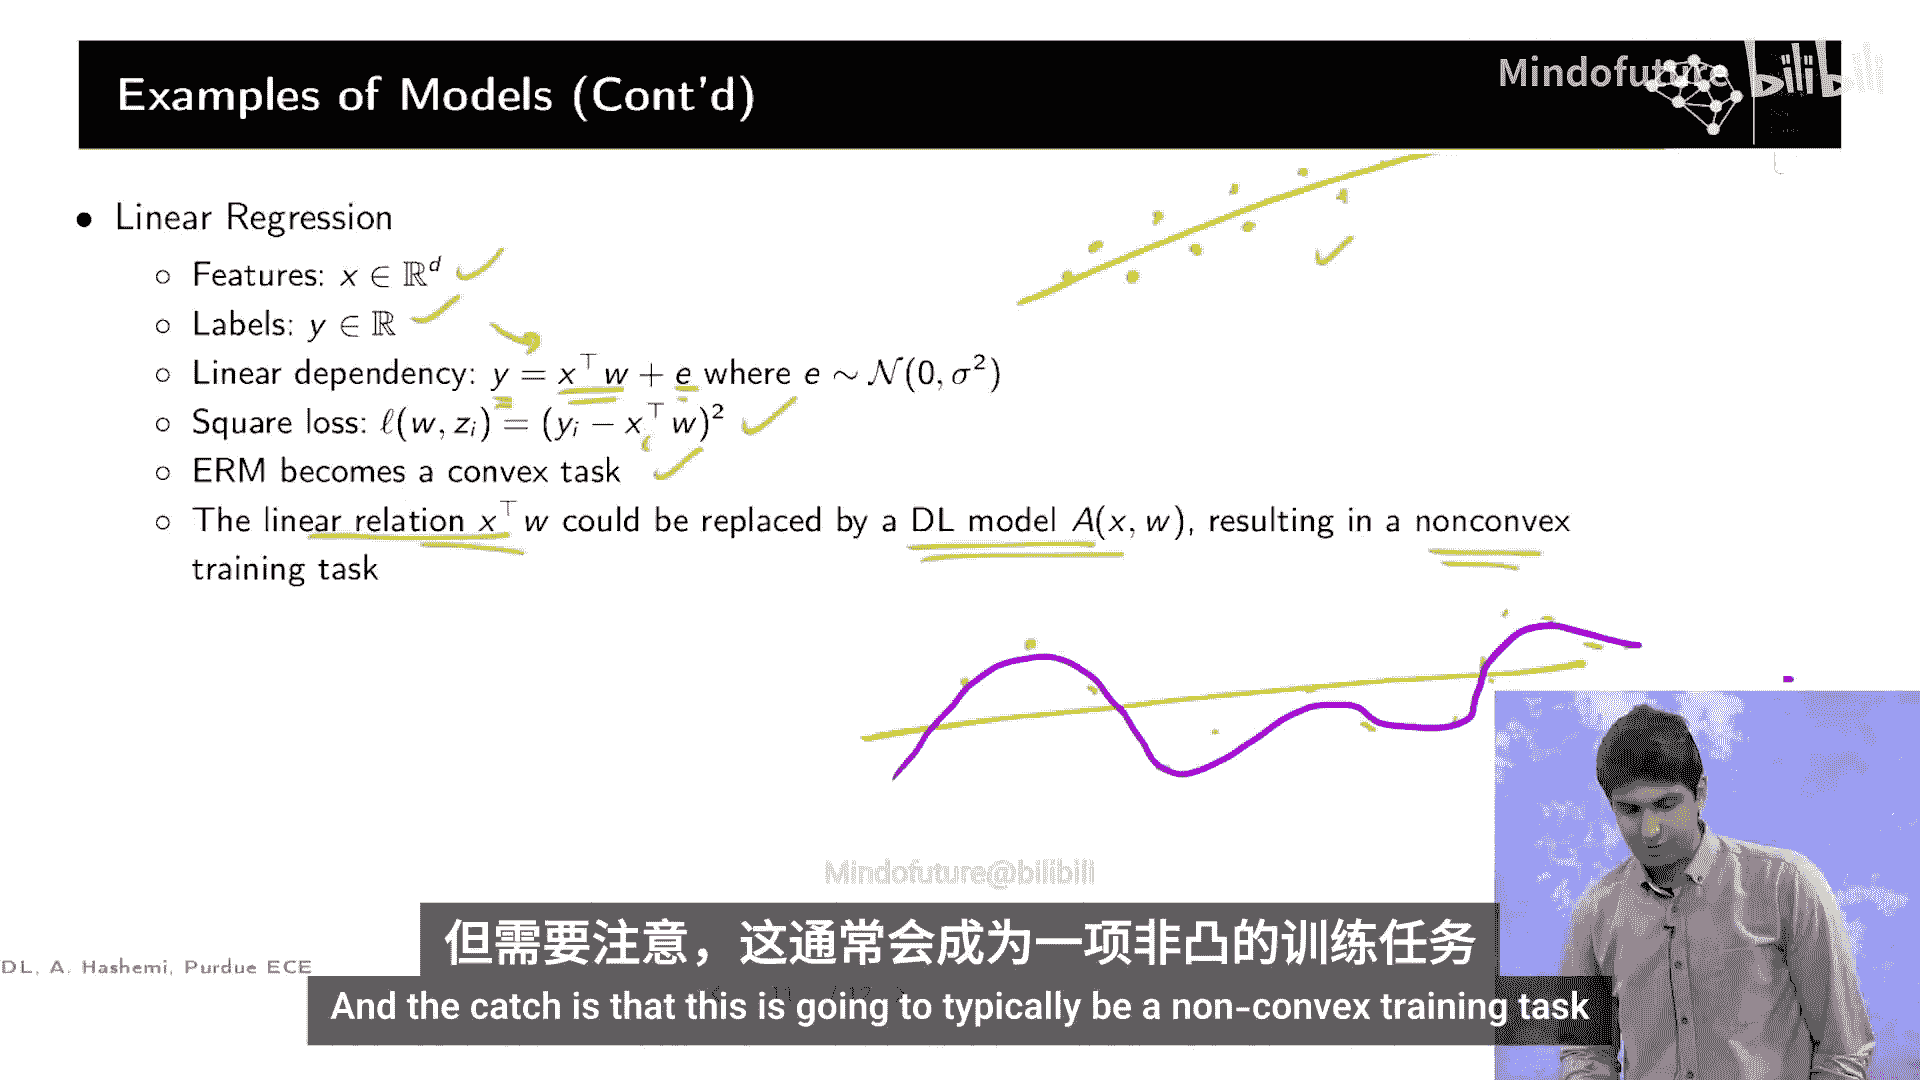 Examples of Models (Cont'd)
Mindofuture
bilibili
• Linear Regression
○ Features: x ∈ ℝᵈ
○ Labels: y ∈ ℝ
○ Linear dependency: y = x⊤w + e where e ∼ 𝒩(0, σ²)
○ Square loss: ℓ(w, zᵢ) = (yᵢ − x⊤w)²
○ ERM becomes a convex task
○ The linear relation x⊤w could be replaced by a DL model A(x, w), resulting in a nonconvex
training task
Mindofuture@bilibili
但需要注意，这通常会成为一项非凸的训练任务
DL, A. Hashemi, Purdue ECE
And the catch is that this is going to typically be a non-convex training task